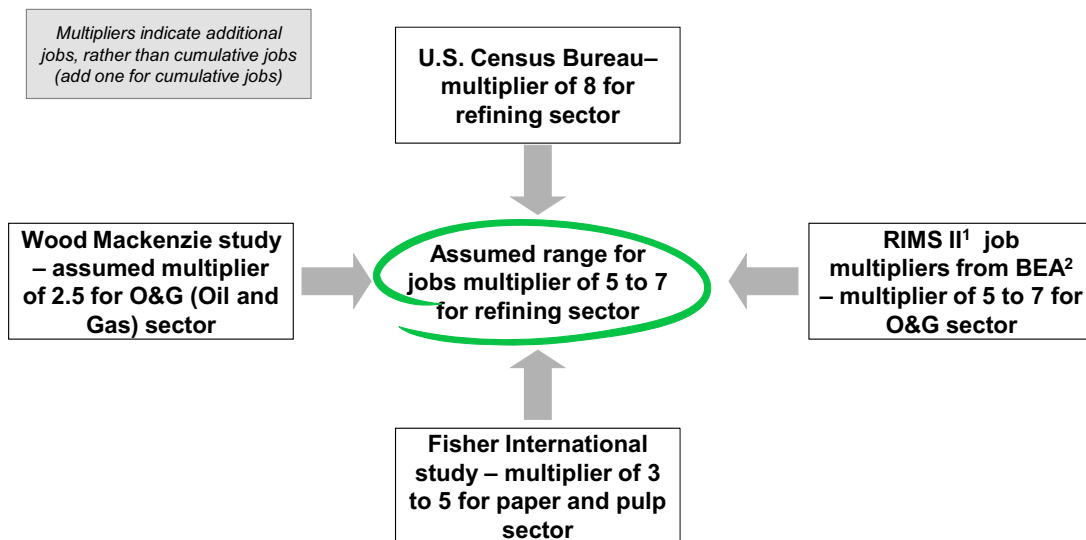 Multipliers indicate additional
jobs, rather than cumulative jobs
(add one for cumulative jobs)
U.S. Census Bureau–
multiplier of 8 for
refining sector
Wood Mackenzie study
– assumed multiplier
of 2.5 for O&G (Oil and
Gas) sector
Assumed range for
jobs multiplier of 5 to 7
for refining sector
RIMS II¹ job
multipliers from BEA²
– multiplier of 5 to 7 for
O&G sector
Fisher International
study – multiplier of 3
to 5 for paper and pulp
sector